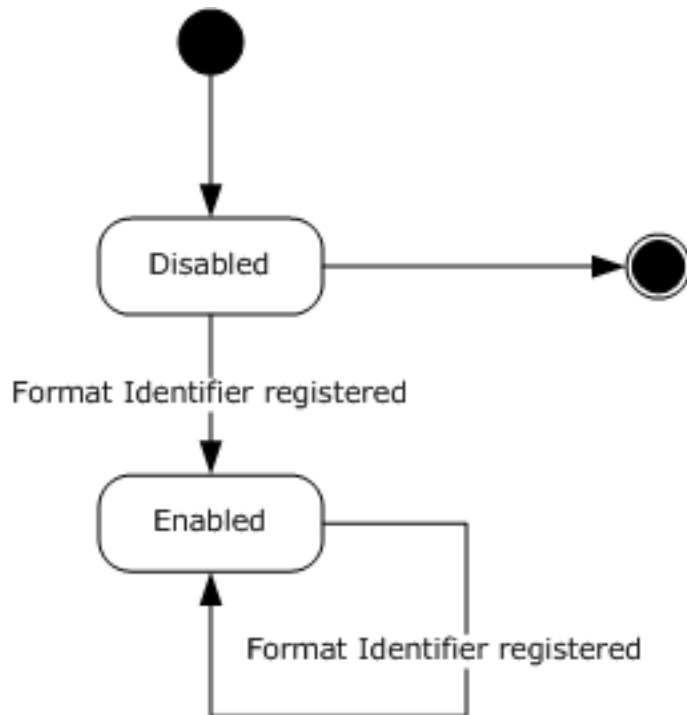 Disabled
Format Identifier registered
Enabled
Format Identifier registered